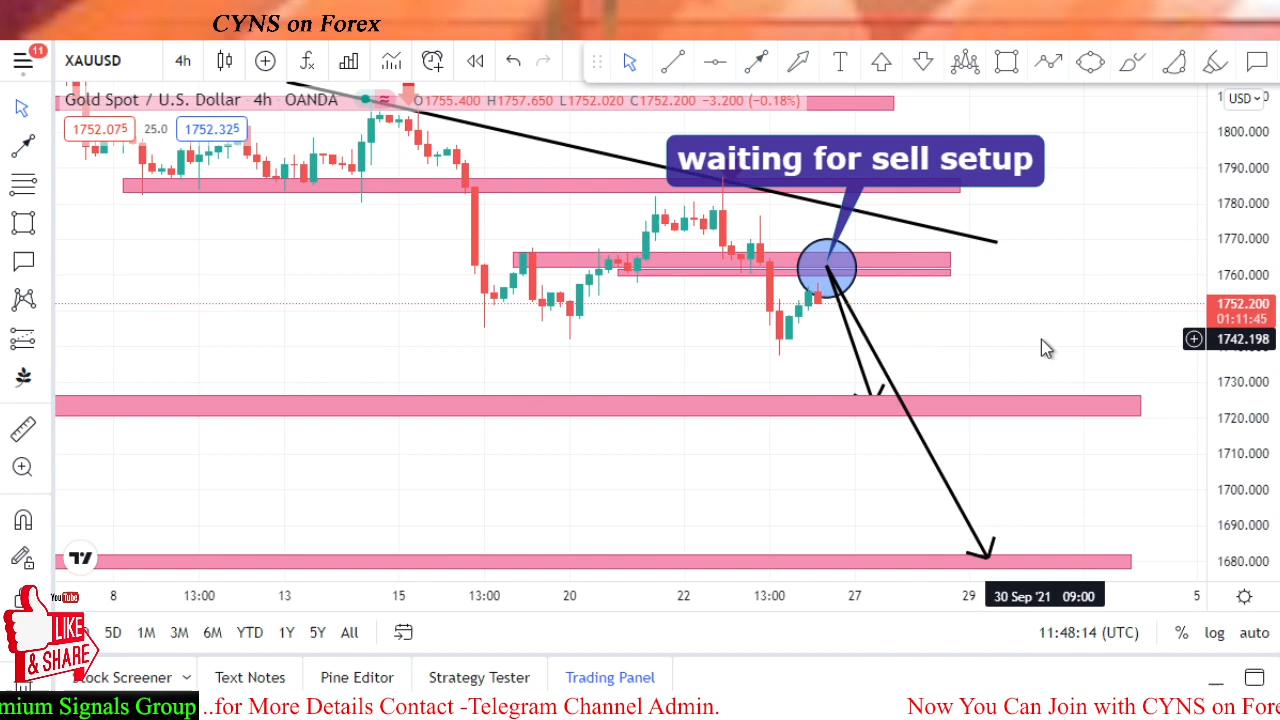 CYNS on Forex
11
XAUUSD
4h
Gold Spot / U.S. Dollar · 4h · OANDA
O1755.400 H1757.650 L1752.020 C1752.200 −3.200 (−0.18%)
USD
1752.075
25.0
1752.325
waiting for sell setup
1800.000
1790.000
1780.000
1770.000
1760.000
1752.200
01:11:45
1742.198
1730.000
1720.000
1710.000
1700.000
1690.000
1680.000
8
13:00
13
15
13:00
20
22
13:00
27
29
30 Sep '21 09:00
5
YouTube
LIKE
& SHARE
5D
1M
3M
6M
YTD
1Y
5Y
All
11:48:14 (UTC)
%
log
auto
Stock Screener
Text Notes
Pine Editor
Strategy Tester
Trading Panel
mium Signals Group ..for More Details Contact -Telegram Channel Admin.
Now You Can Join with CYNS on Fore